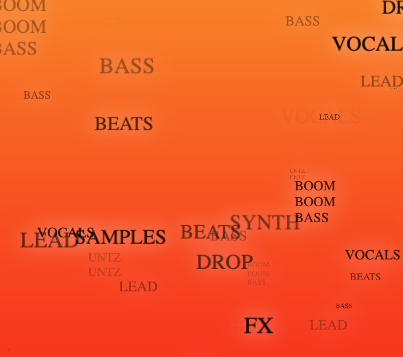 BOOM
BOOM
BASS
DR
BASS
VOCAL
BASS
LEAD
BASS
VOCALS
LEAD
BEATS
UNTZ
UNTZ
BOOM
BOOM
BASS
SYNTH
VOCALS
LEAD
SAMPLES
BEATS
BASS
UNTZ
UNTZ
DROP
VOCALS
BOOM
BOOM
BASS
BEATS
LEAD
BASS
FX
LEAD